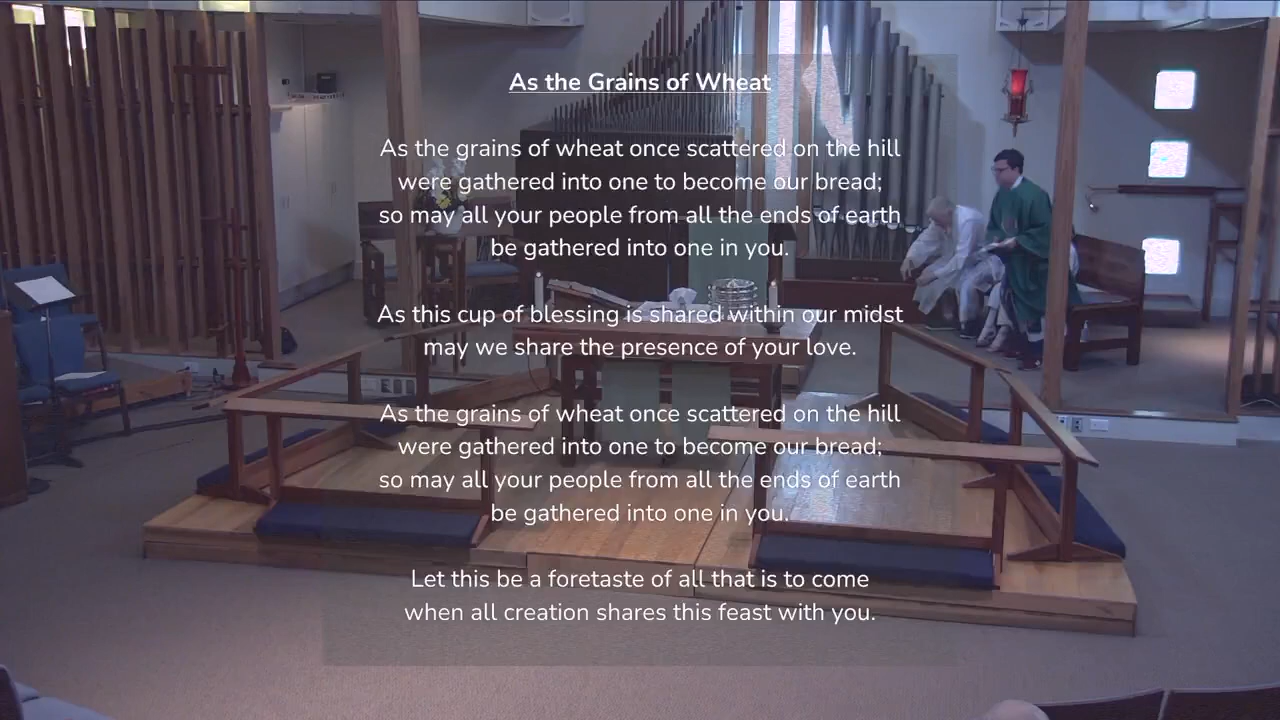 As the Grains of Wheat
As the grains of wheat once scattered on the hill
were gathered into one to become our bread;
so may all your people from all the ends of earth
be gathered into one in you.
As this cup of blessing is shared within our midst
may we share the presence of your love.
As the grains of wheat once scattered on the hill
were gathered into one to become our bread;
so may all your people from all the ends of earth
be gathered into one in you.
Let this be a foretaste of all that is to come
when all creation shares this feast with you.